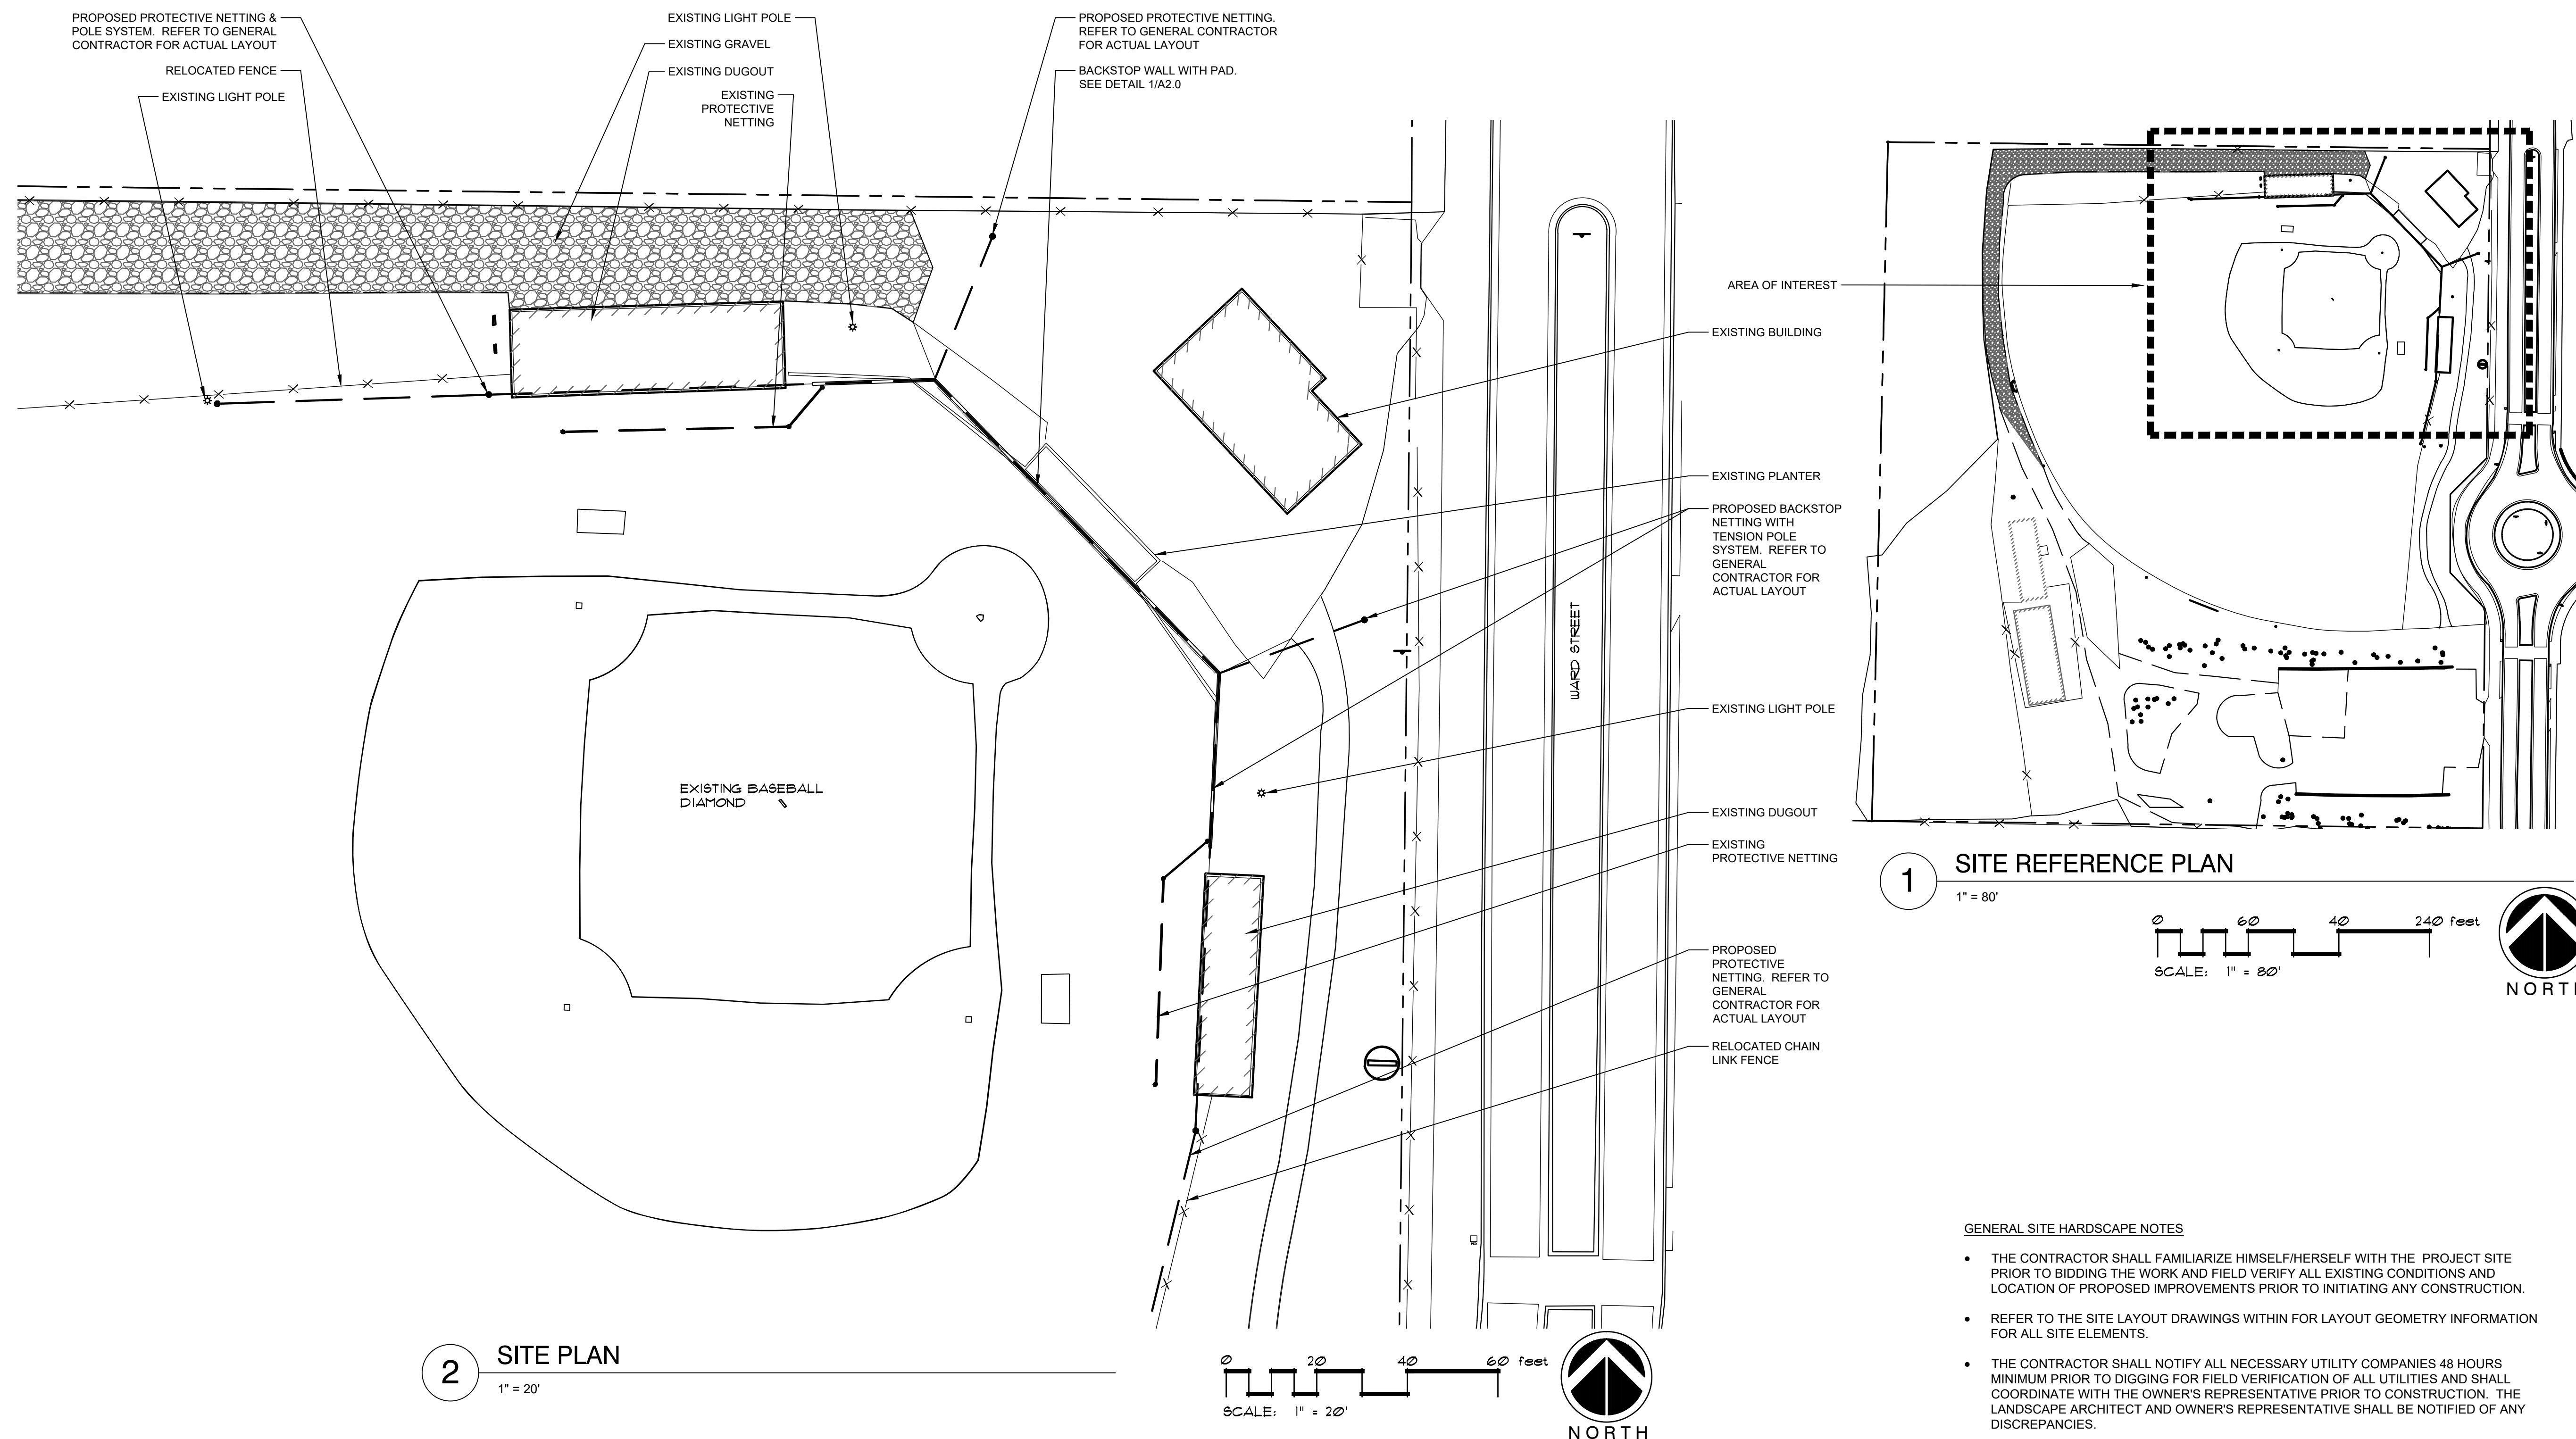 PROPOSED PROTECTIVE NETTING &
POLE SYSTEM. REFER TO GENERAL
CONTRACTOR FOR ACTUAL LAYOUT
RELOCATED FENCE
EXISTING LIGHT POLE
EXISTING LIGHT POLE
EXISTING GRAVEL
EXISTING DUGOUT
EXISTING
PROTECTIVE
NETTING
PROPOSED PROTECTIVE NETTING.
REFER TO GENERAL CONTRACTOR
FOR ACTUAL LAYOUT
BACKSTOP WALL WITH PAD.
SEE DETAIL 1/A2.0
AREA OF INTEREST
EXISTING BUILDING
EXISTING PLANTER
PROPOSED BACKSTOP
NETTING WITH
TENSION POLE
SYSTEM. REFER TO
GENERAL
CONTRACTOR FOR
ACTUAL LAYOUT
WARD STREET
EXISTING LIGHT POLE
EXISTING BASEBALL
DIAMOND
EXISTING DUGOUT
EXISTING
PROTECTIVE NETTING
PROPOSED
PROTECTIVE
NETTING. REFER TO
GENERAL
CONTRACTOR FOR
ACTUAL LAYOUT
RELOCATED CHAIN
LINK FENCE
1
SITE REFERENCE PLAN
1" = 80'
0 60 40 240 feet
SCALE: 1" = 80'
NORTH
2
SITE PLAN
1" = 20'
0 20 40 60 feet
SCALE: 1" = 20'
NORTH
GENERAL SITE HARDSCAPE NOTES
• THE CONTRACTOR SHALL FAMILIARIZE HIMSELF/HERSELF WITH THE PROJECT SITE
PRIOR TO BIDDING THE WORK AND FIELD VERIFY ALL EXISTING CONDITIONS AND
LOCATION OF PROPOSED IMPROVEMENTS PRIOR TO INITIATING ANY CONSTRUCTION.
• REFER TO THE SITE LAYOUT DRAWINGS WITHIN FOR LAYOUT GEOMETRY INFORMATION
FOR ALL SITE ELEMENTS.
• THE CONTRACTOR SHALL NOTIFY ALL NECESSARY UTILITY COMPANIES 48 HOURS
MINIMUM PRIOR TO DIGGING FOR FIELD VERIFICATION OF ALL UTILITIES AND SHALL
COORDINATE WITH THE OWNER'S REPRESENTATIVE PRIOR TO CONSTRUCTION. THE
LANDSCAPE ARCHITECT AND OWNER'S REPRESENTATIVE SHALL BE NOTIFIED OF ANY
DISCREPANCIES.